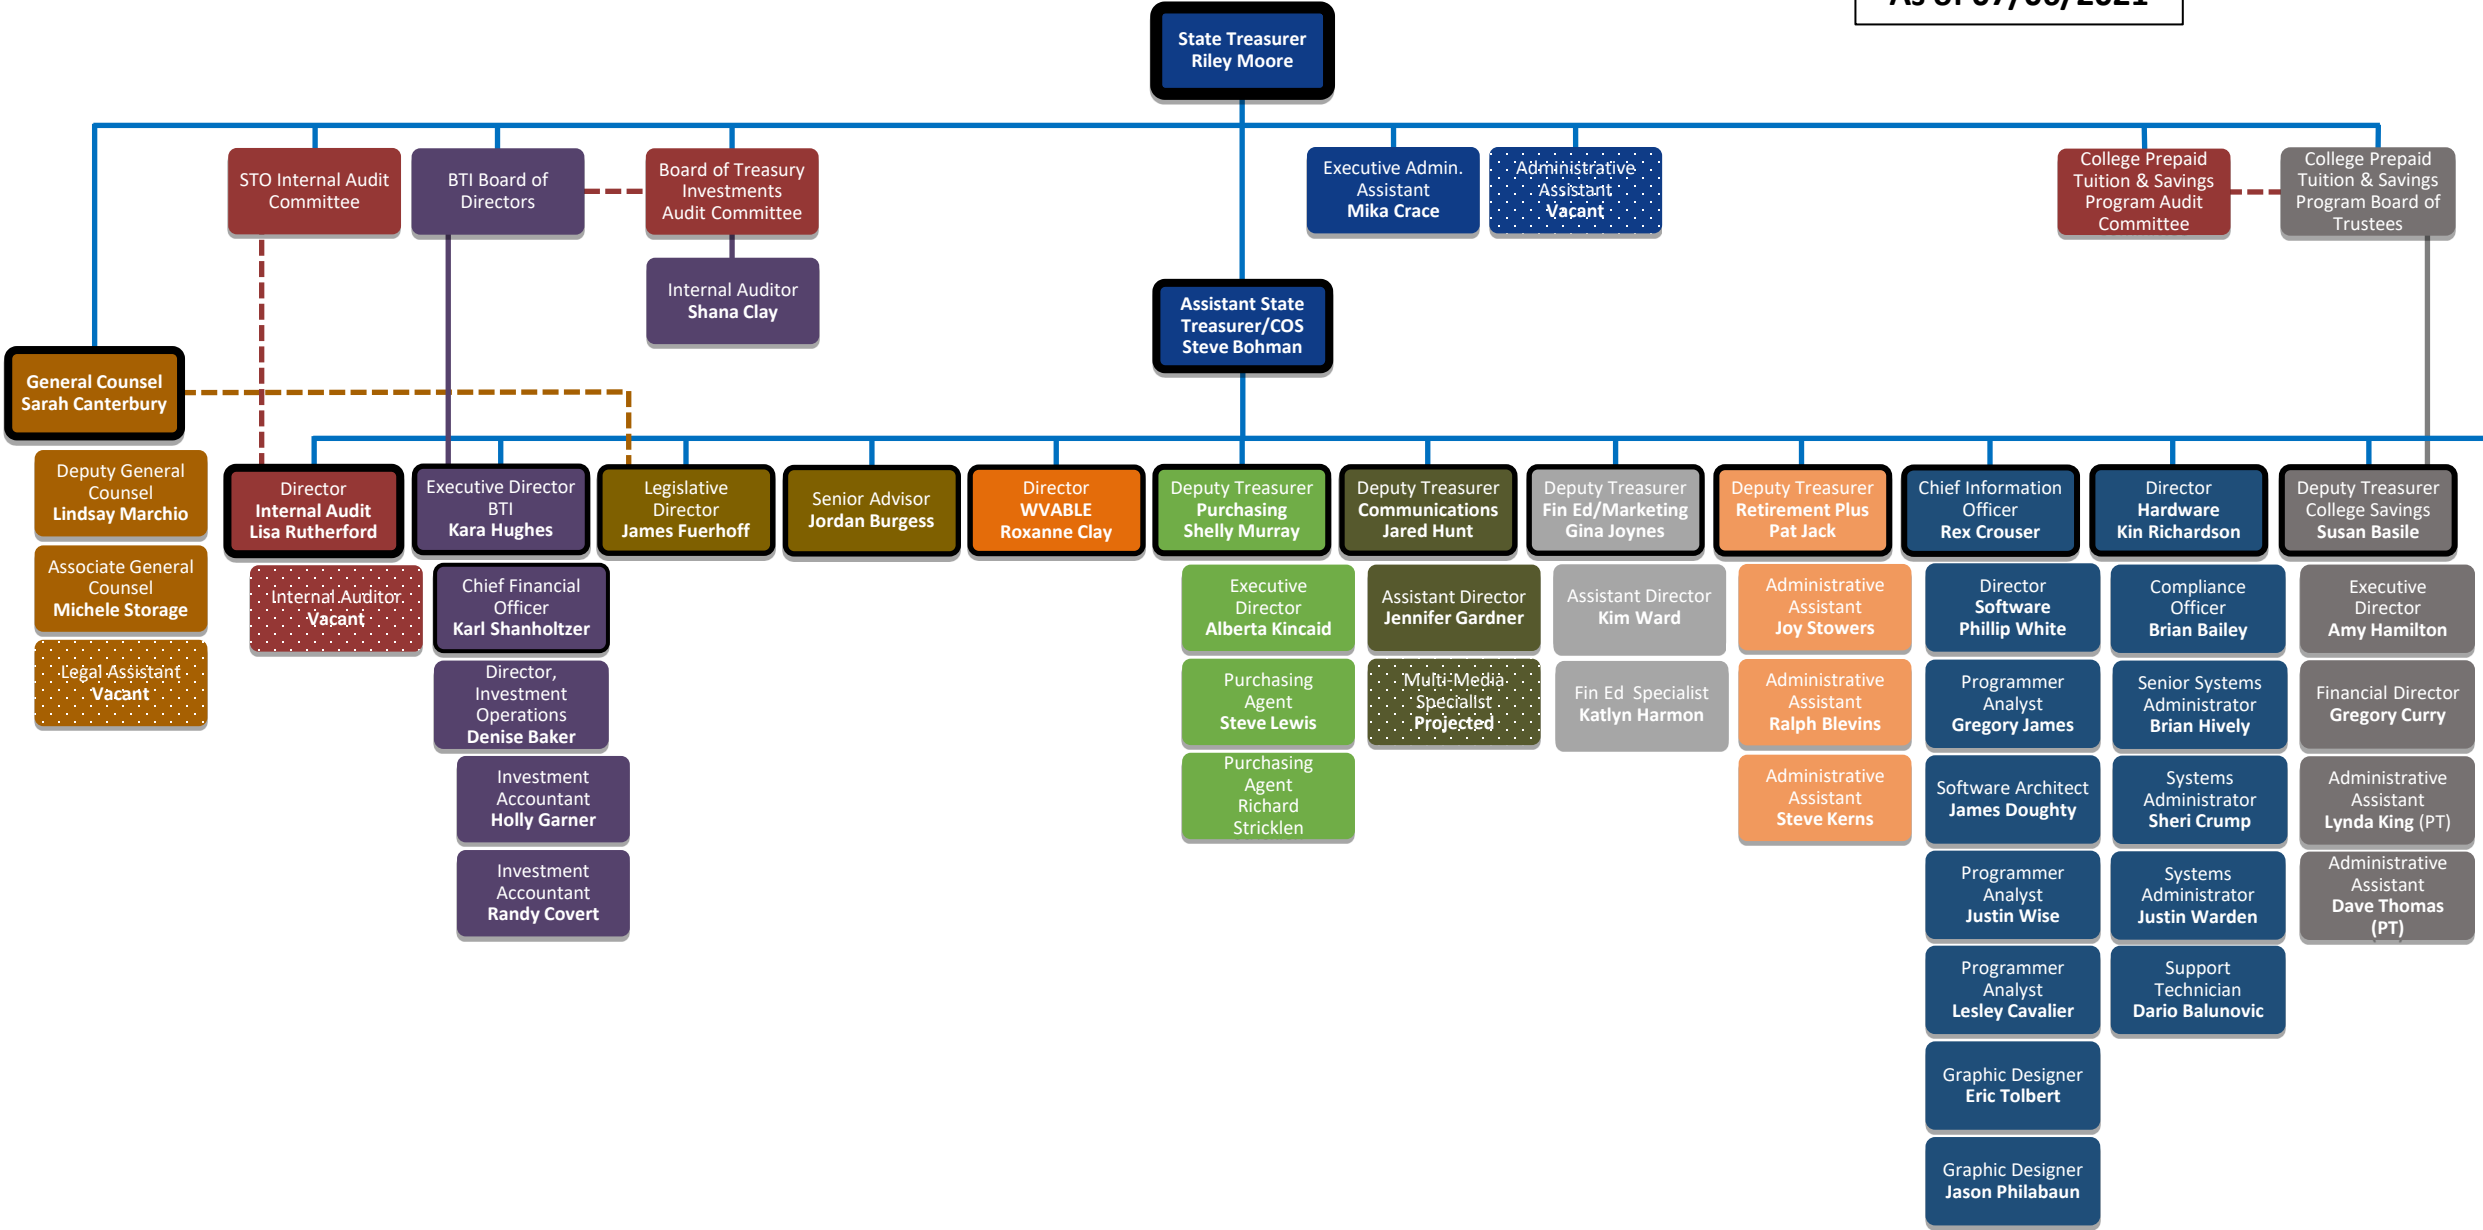 As of 07/06/2021
State Treasurer
Riley Moore
STO Internal Audit
Committee
BTI Board of
Directors
Board of Treasury
Investments
Audit Committee
Executive Admin.
Assistant
Mika Crace
Administrative
Assistant
Vacant
College Prepaid
Tuition & Savings
Program Audit
Committee
College Prepaid
Tuition & Savings
Program Board of
Trustees
Internal Auditor
Shana Clay
Assistant State
Treasurer/COS
Steve Bohman
General Counsel
Sarah Canterbury
Deputy General
Counsel
Lindsay Marchio
Associate General
Counsel
Michele Storage
Legal Assistant
Vacant
Director
Internal Audit
Lisa Rutherford
Internal Auditor
Vacant
Executive Director
BTI
Kara Hughes
Chief Financial
Officer
Karl Shanholtzer
Director,
Investment
Operations
Denise Baker
Investment
Accountant
Holly Garner
Investment
Accountant
Randy Covert
Legislative
Director
James Fuerhoff
Senior Advisor
Jordan Burgess
Director
WVABLE
Roxanne Clay
Deputy Treasurer
Purchasing
Shelly Murray
Executive
Director
Alberta Kincaid
Purchasing
Agent
Steve Lewis
Purchasing
Agent
Richard
Stricklen
Deputy Treasurer
Communications
Jared Hunt
Assistant Director
Jennifer Gardner
Multi-Media
Specialist
Projected
Deputy Treasurer
Fin Ed/Marketing
Gina Joynes
Assistant Director
Kim Ward
Fin Ed Specialist
Katlyn Harmon
Deputy Treasurer
Retirement Plus
Pat Jack
Administrative
Assistant
Joy Stowers
Administrative
Assistant
Ralph Blevins
Administrative
Assistant
Steve Kerns
Chief Information
Officer
Rex Crouser
Director
Software
Phillip White
Programmer
Analyst
Gregory James
Software Architect
James Doughty
Programmer
Analyst
Justin Wise
Programmer
Analyst
Lesley Cavalier
Graphic Designer
Eric Tolbert
Graphic Designer
Jason Philabaun
Director
Hardware
Kin Richardson
Compliance
Officer
Brian Bailey
Senior Systems
Administrator
Brian Hively
Systems
Administrator
Sheri Crump
Systems
Administrator
Justin Warden
Support
Technician
Dario Balunovic
Deputy Treasurer
College Savings
Susan Basile
Executive
Director
Amy Hamilton
Financial Director
Gregory Curry
Administrative
Assistant
Lynda King (PT)
Administrative
Assistant
Dave Thomas
(PT)